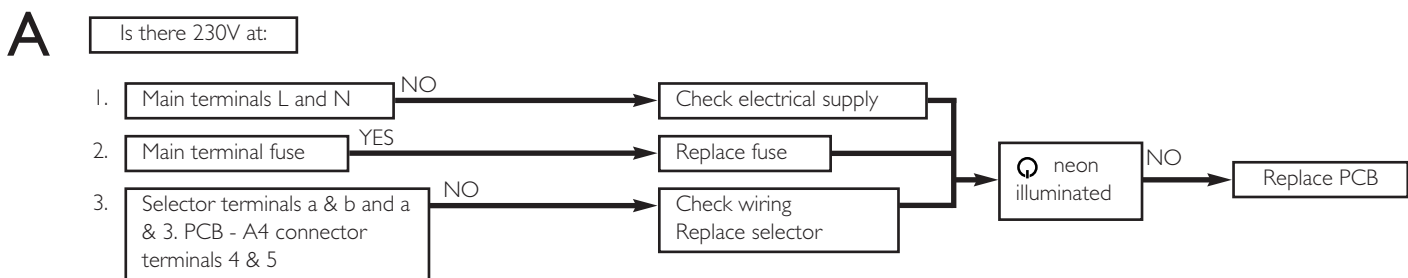 A
Is there 230V at:
1. Main terminals L and N
NO
Check electrical supply
2. Main terminal fuse
YES
Replace fuse
3. Selector terminals a & b and a
& 3. PCB - A4 connector
terminals 4 & 5
NO
Check wiring
Replace selector
neon
illuminated
NO
Replace PCB